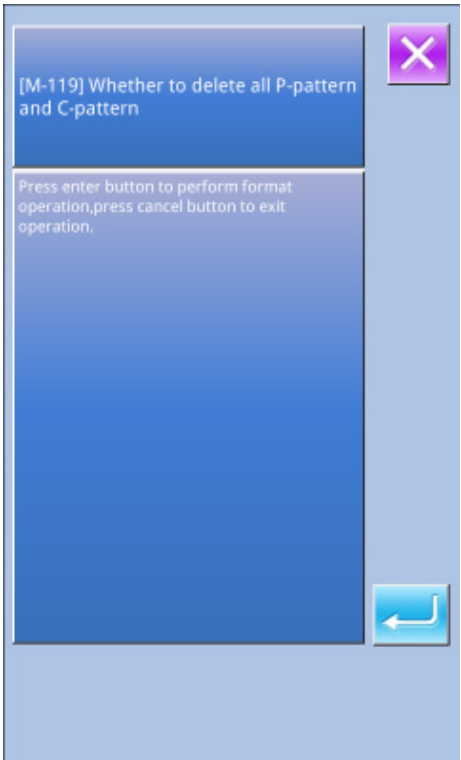 [M-119] Whether to delete all P-pattern
and C-pattern
Press enter button to perform format
operation,press cancel button to exit
operation.